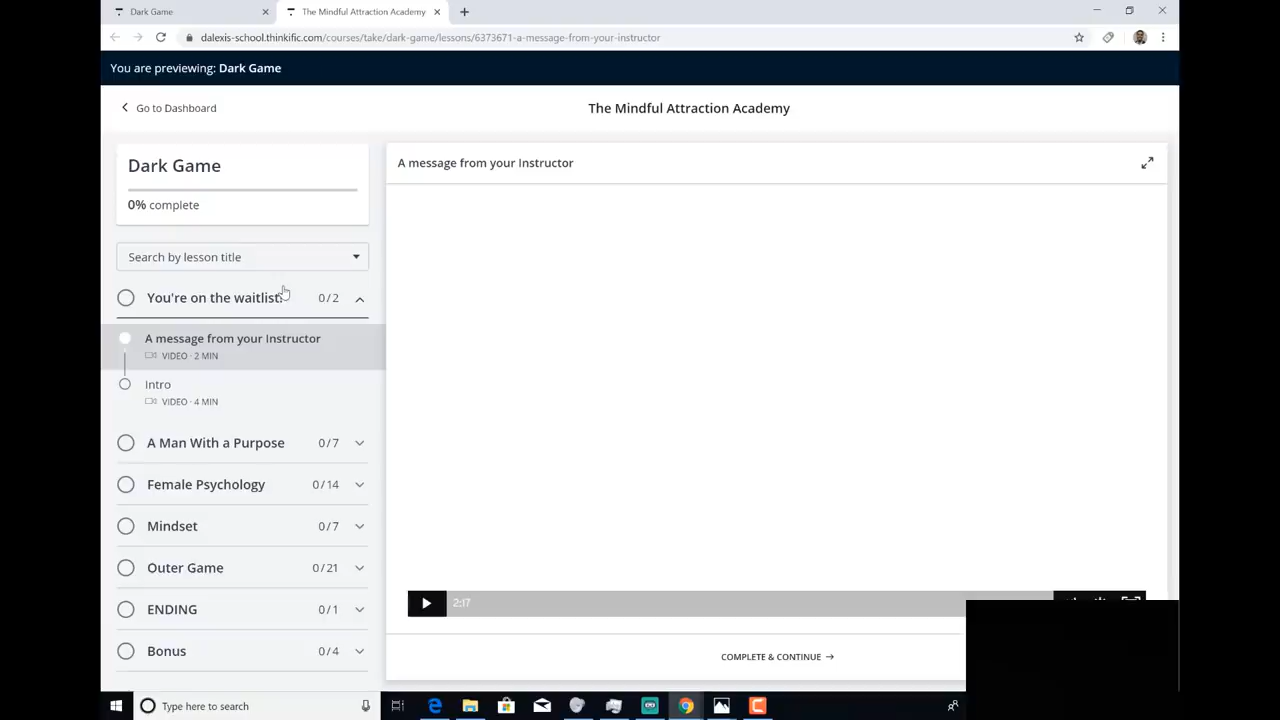 Dark Game
The Mindful Attraction Academy
dalexis-school.thinkific.com/courses/take/dark-game/lessons/6373671-a-message-from-your-instructor
You are previewing: Dark Game
Go to Dashboard
The Mindful Attraction Academy
Dark Game
0% complete
Search by lesson title
You're on the waitlist!
0/2
A message from your Instructor
VIDEO · 2 MIN
Intro
VIDEO · 4 MIN
A Man With a Purpose
0/7
Female Psychology
0/14
Mindset
0/7
Outer Game
0/21
ENDING
0/1
Bonus
0/4
A message from your Instructor
2:17
COMPLETE & CONTINUE →
Type here to search